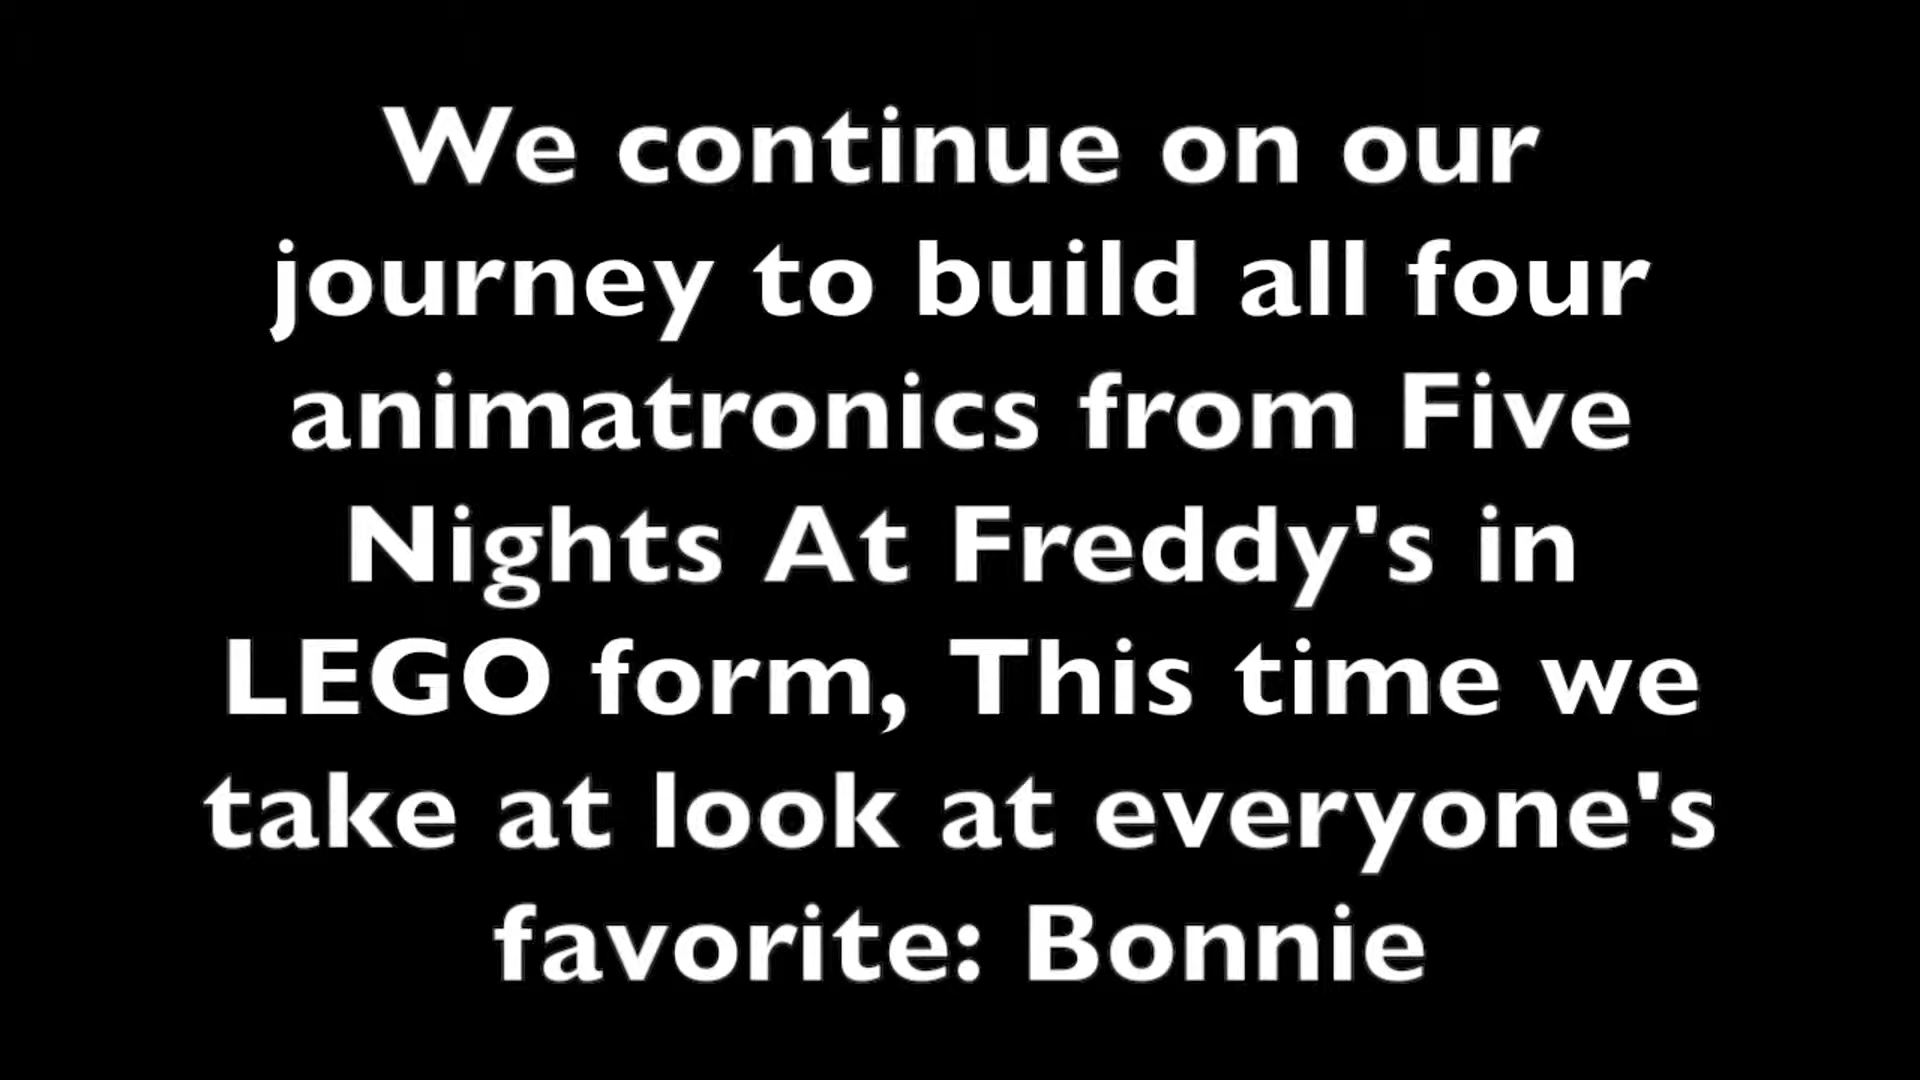 We continue on our
journey to build all four
animatronics from Five
Nights At Freddy's in
LEGO form, This time we
take at look at everyone's
favorite: Bonnie